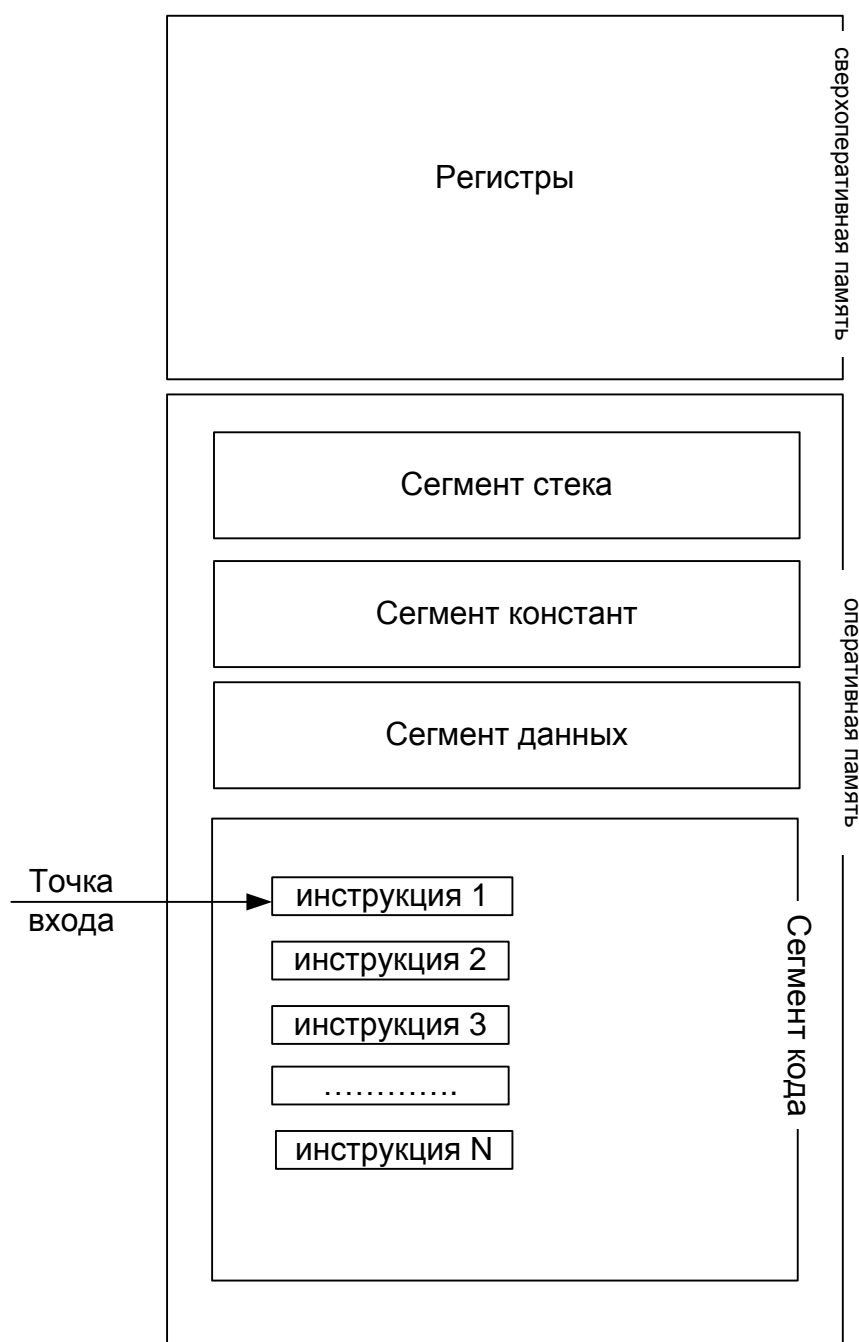 Регистры
сверхоперативная память
Сегмент стека
Сегмент констант
Сегмент данных
оперативная память
Точка
входа
инструкция 1
инструкция 2
инструкция 3
………….
инструкция N
Сегмент кода